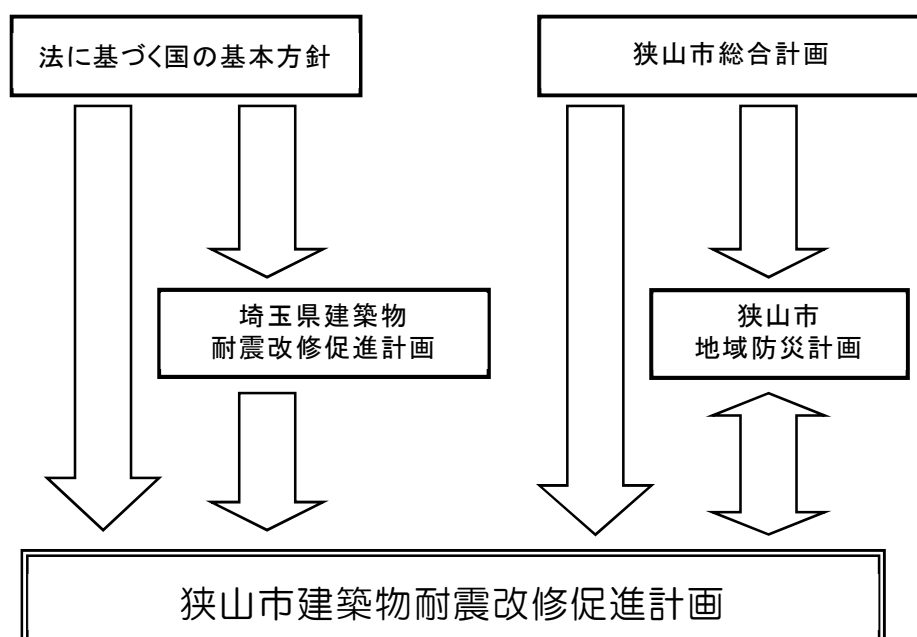 法に基づく国の基本方針
狭山市総合計画
埼玉県建築物
耐震改修促進計画
狭山市
地域防災計画
狭山市建築物耐震改修促進計画